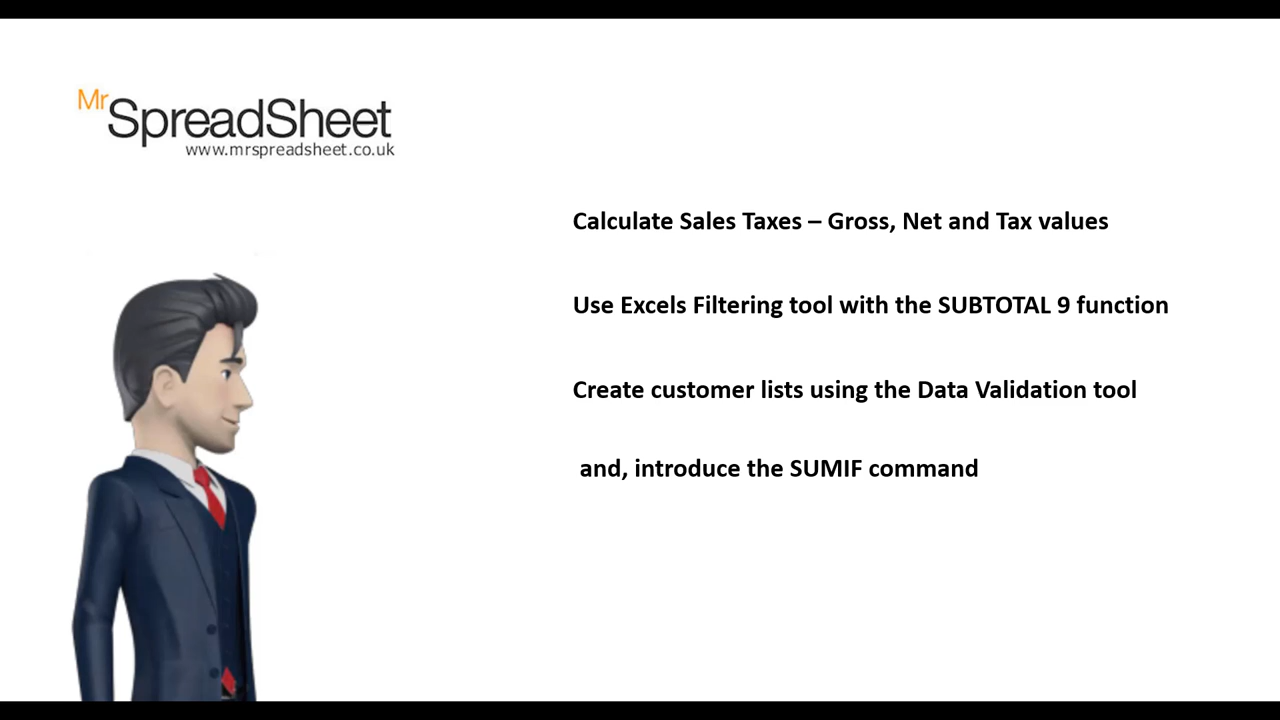 Mr
SpreadSheet
www.mrspreadsheet.co.uk
Calculate Sales Taxes – Gross, Net and Tax values
Use Excels Filtering tool with the SUBTOTAL 9 function
Create customer lists using the Data Validation tool
and, introduce the SUMIF command